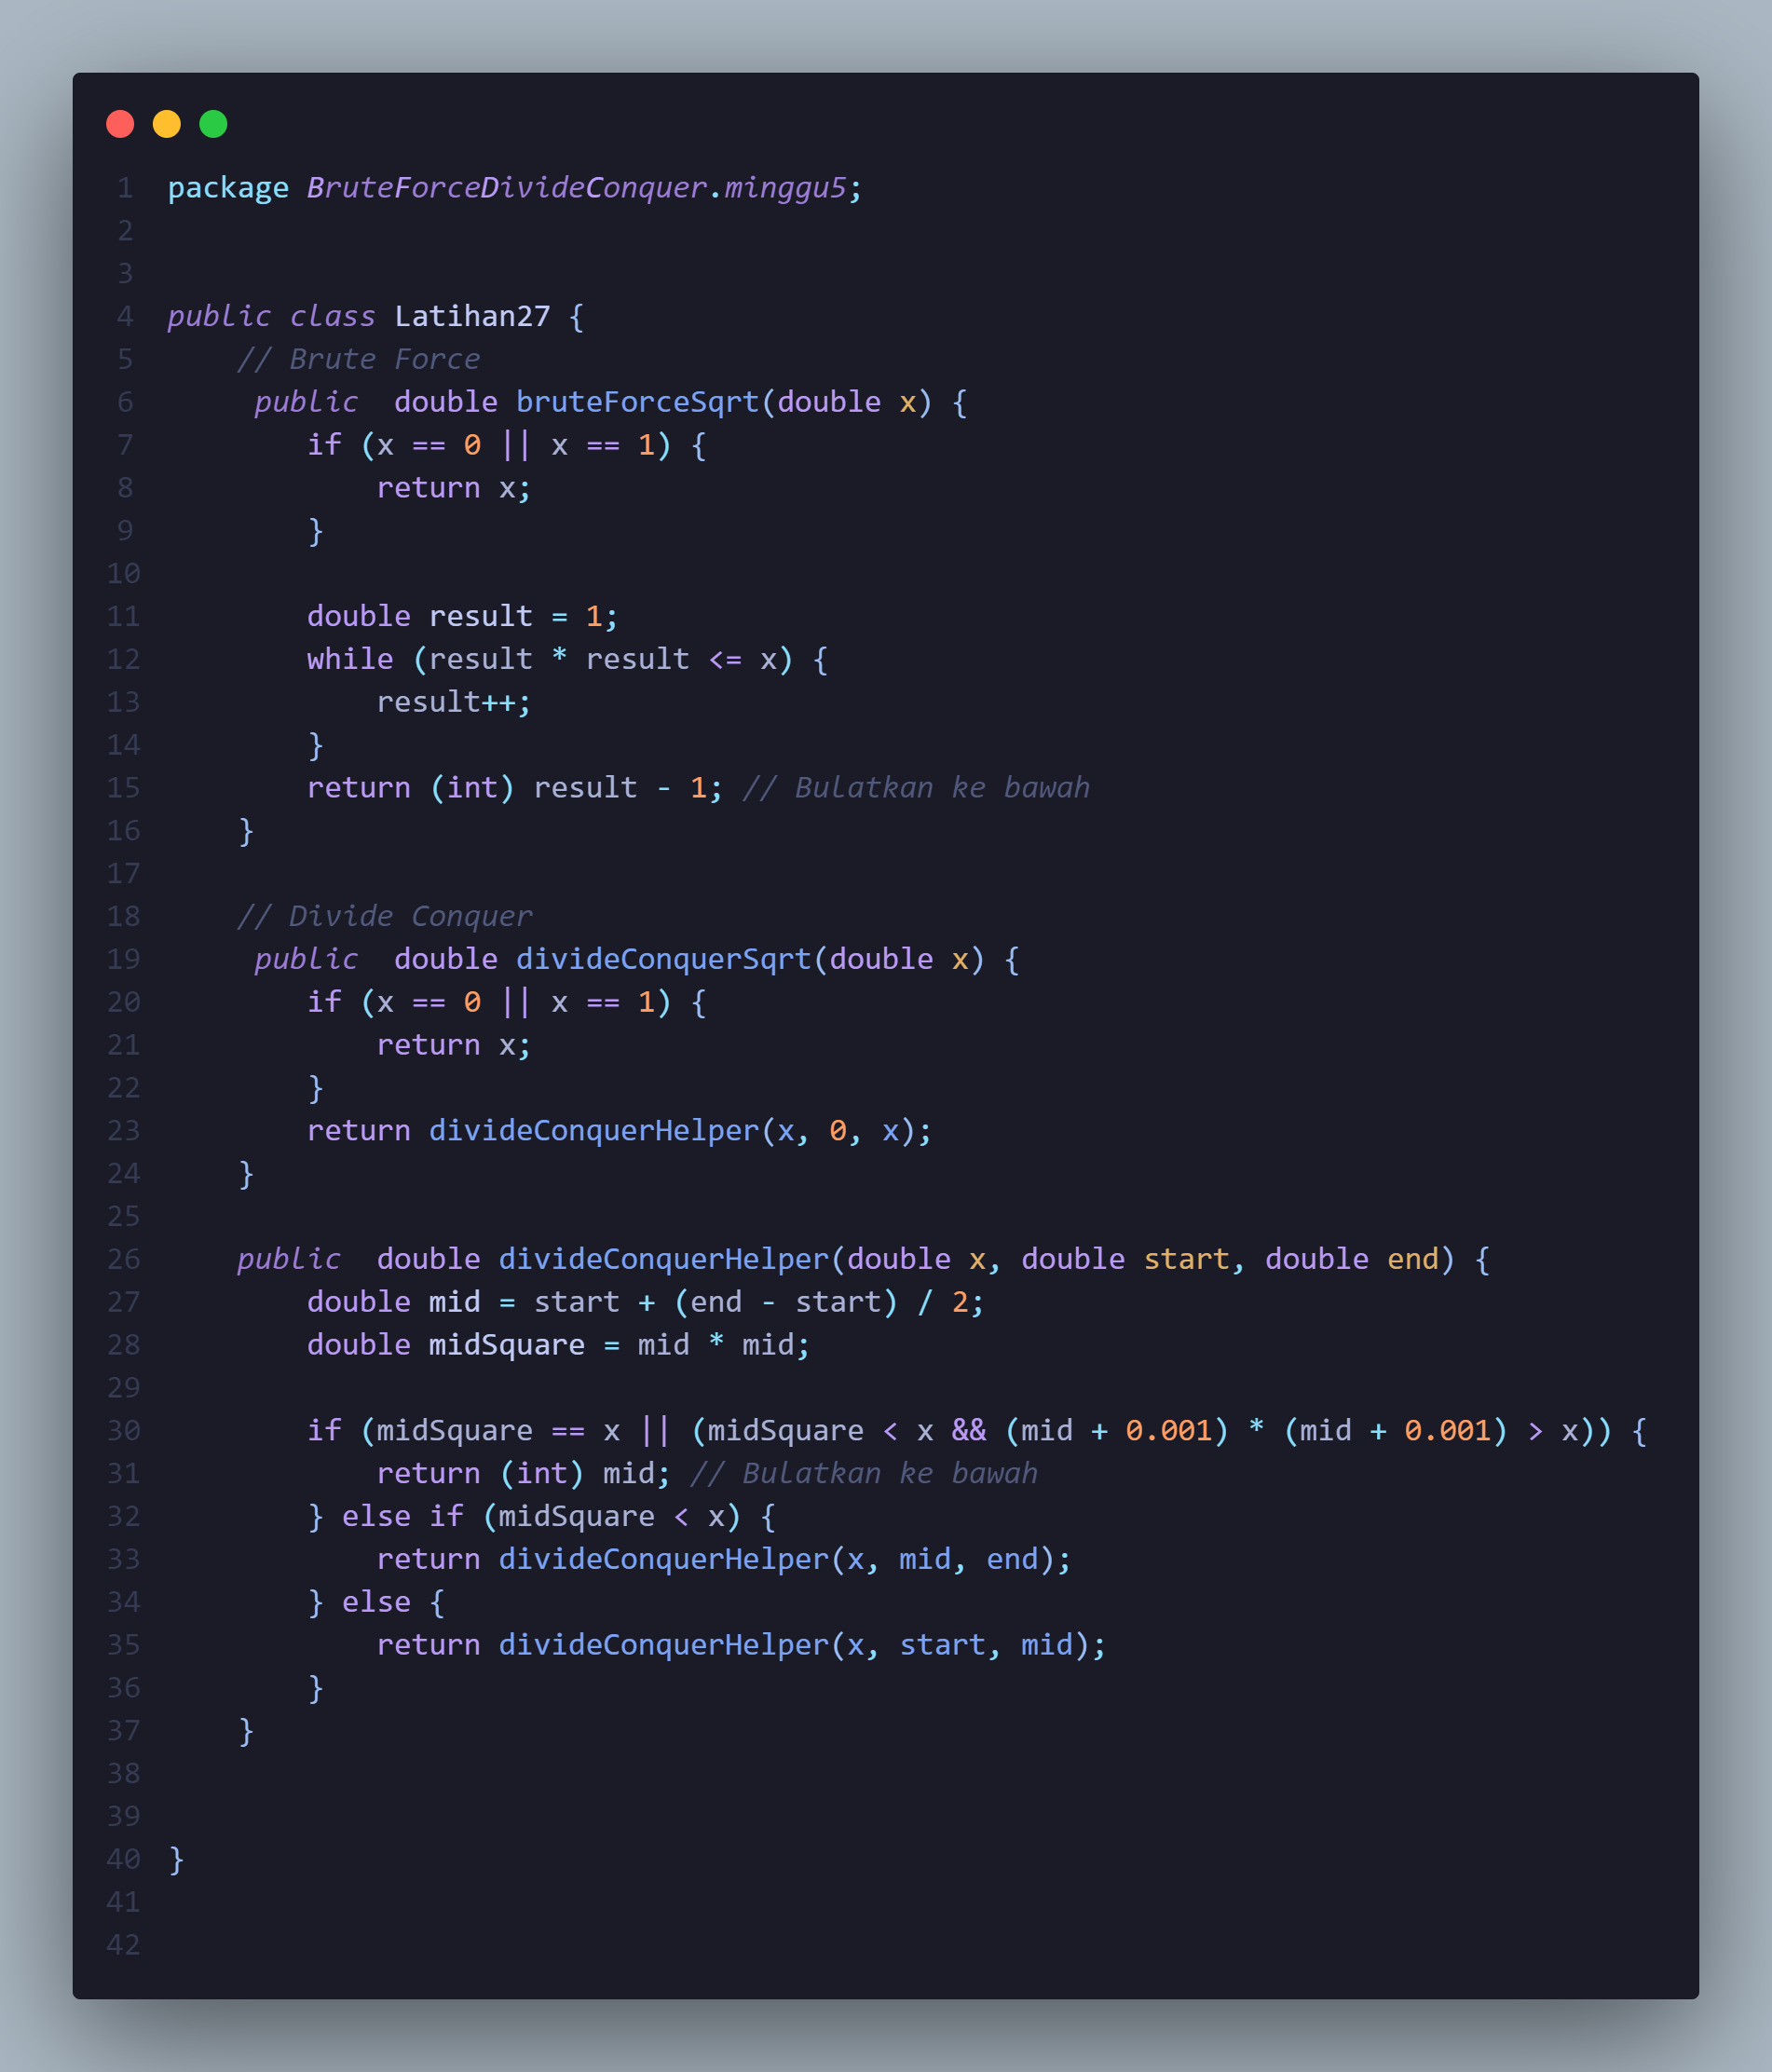 1 package BruteForceDivideConquer.minggu5;
2
3
4 public class Latihan27 {
5     // Brute Force
6      public  double bruteForceSqrt(double x) {
7         if (x == 0 || x == 1) {
8             return x;
9         }
10
11         double result = 1;
12         while (result * result <= x) {
13             result++;
14         }
15         return (int) result - 1; // Bulatkan ke bawah
16     }
17
18     // Divide Conquer
19      public  double divideConquerSqrt(double x) {
20         if (x == 0 || x == 1) {
21             return x;
22         }
23         return divideConquerHelper(x, 0, x);
24     }
25
26     public  double divideConquerHelper(double x, double start, double end) {
27         double mid = start + (end - start) / 2;
28         double midSquare = mid * mid;
29
30         if (midSquare == x || (midSquare < x && (mid + 0.001) * (mid + 0.001) > x)) {
31             return (int) mid; // Bulatkan ke bawah
32         } else if (midSquare < x) {
33             return divideConquerHelper(x, mid, end);
34         } else {
35             return divideConquerHelper(x, start, mid);
36         }
37     }
38
39
40 }
41
42